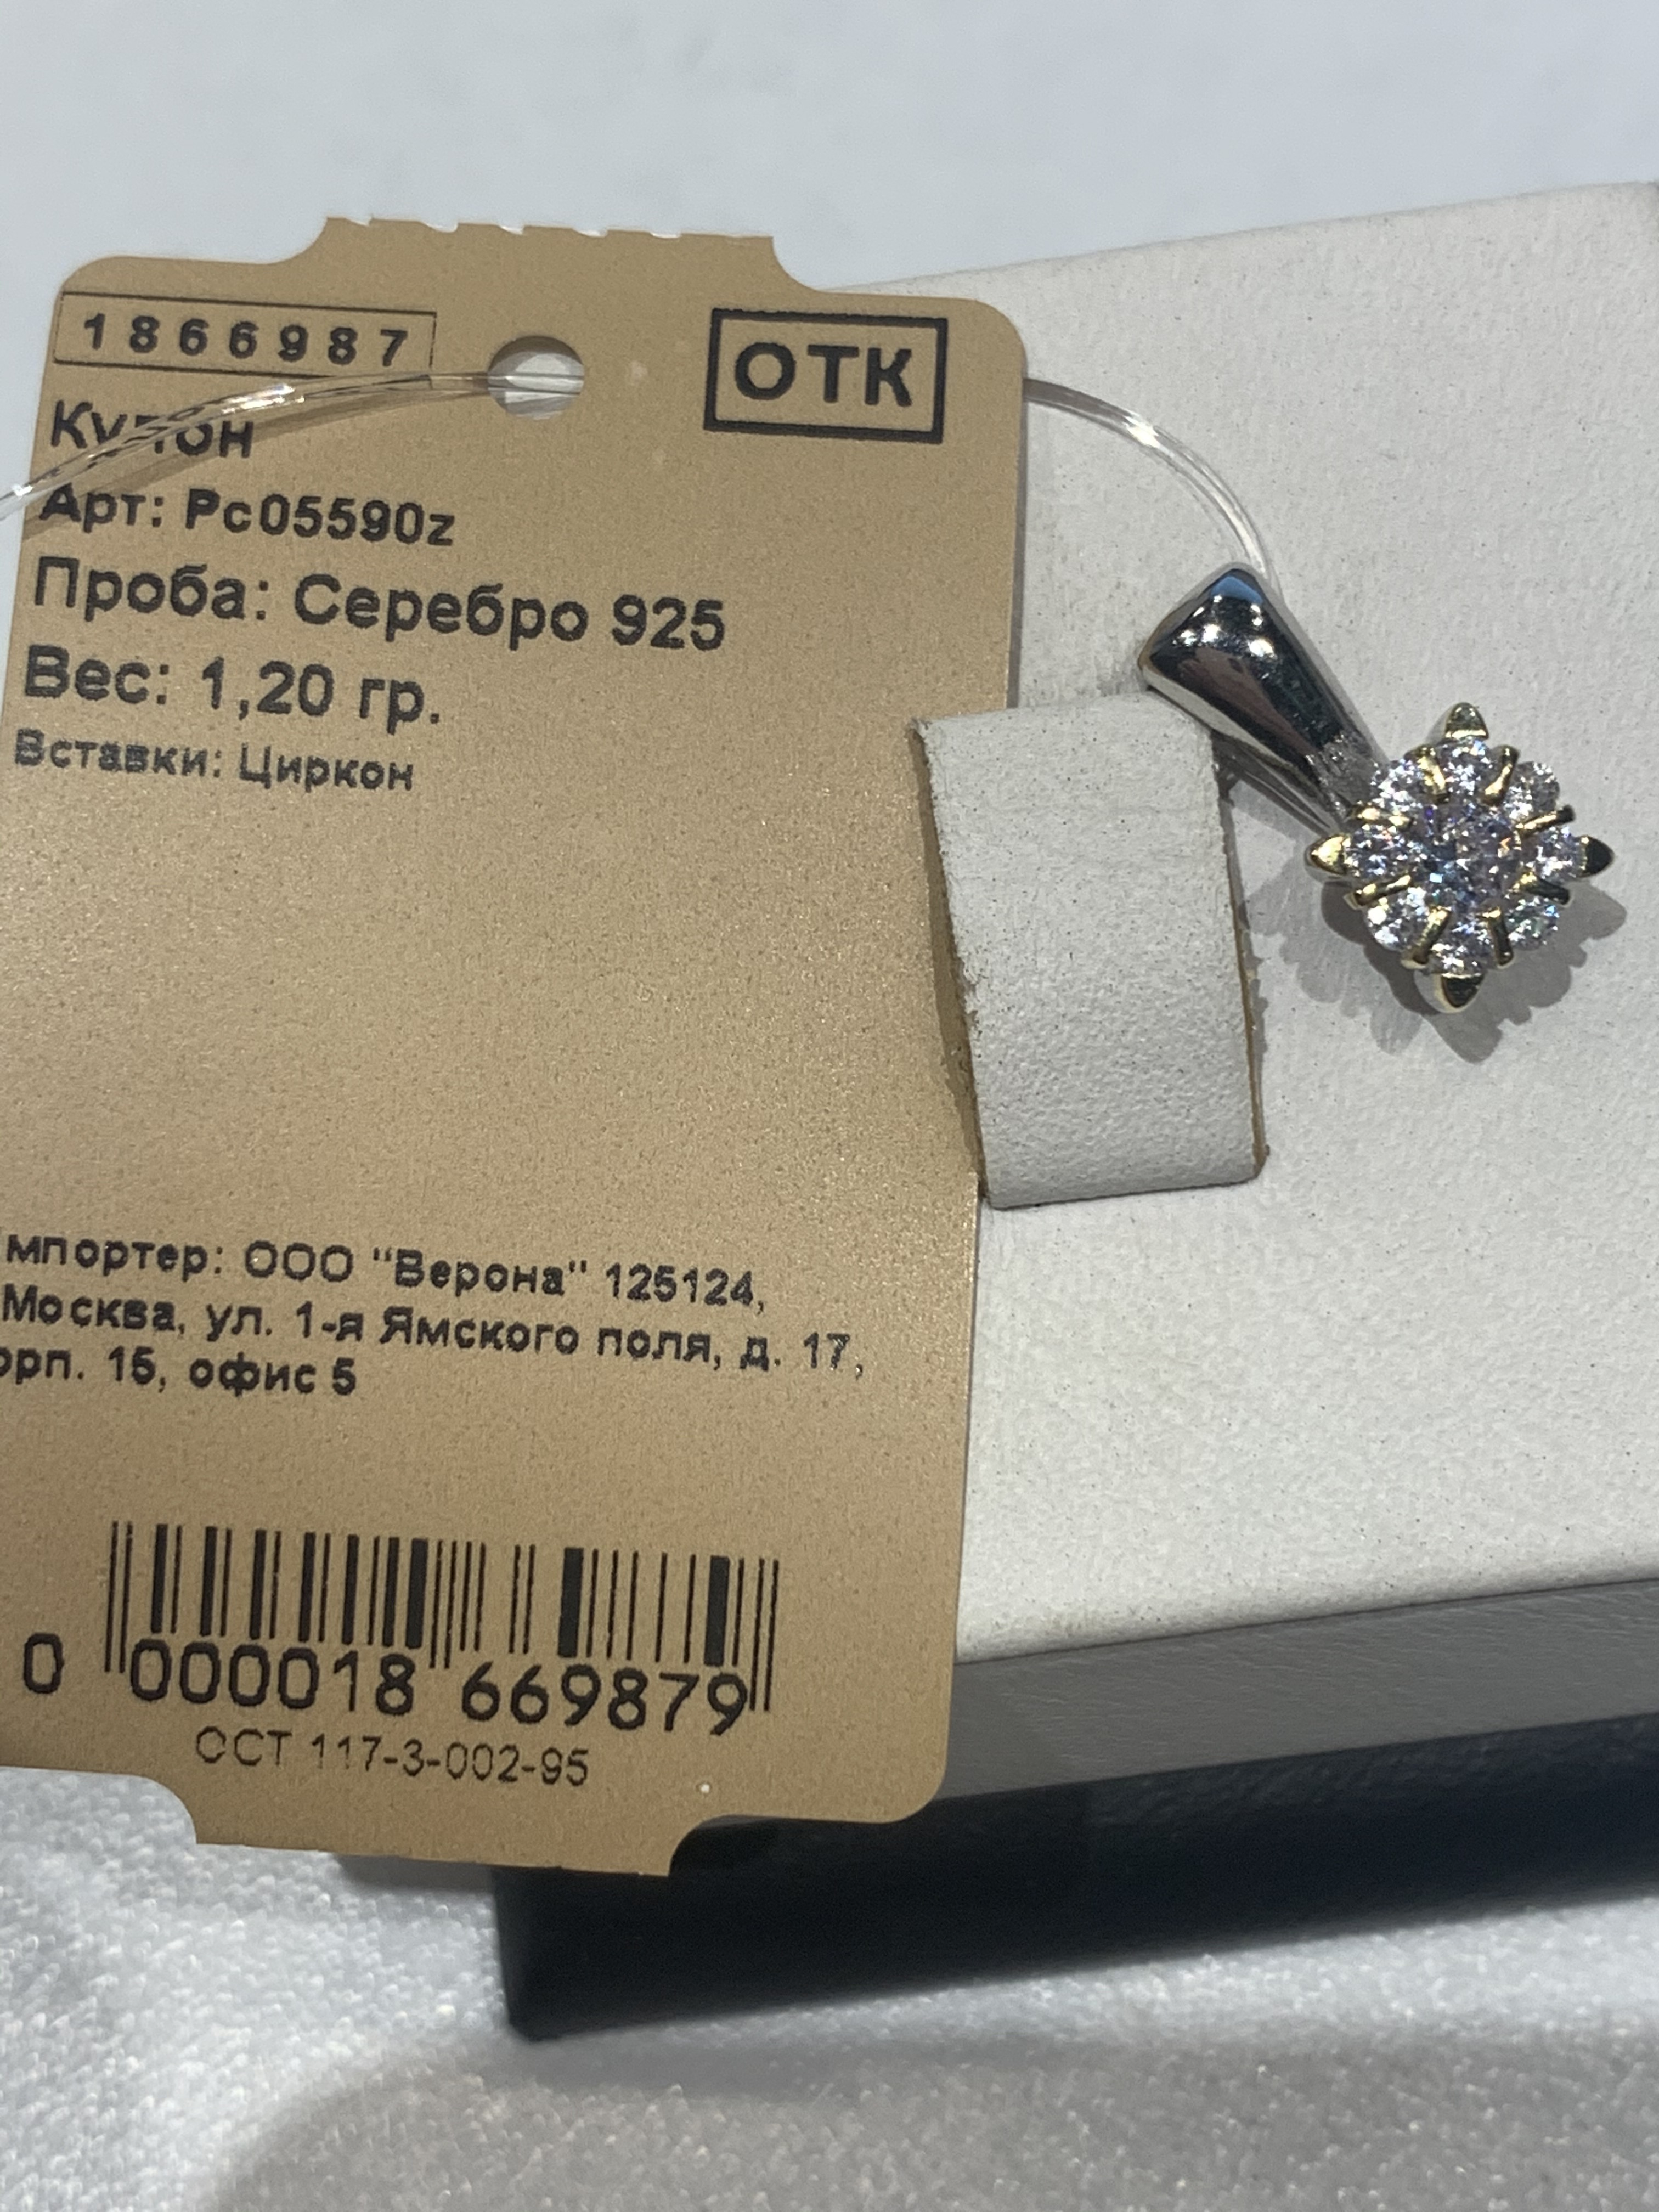 1866987
ОТК
Купон
Арт: Pc05590z
Проба: Серебро 925
Вес: 1,20 гр.
Вставки: Циркон
мпортер: ООО "Верона" 125124,
Москва, ул. 1-я Ямского поля, д. 17,
орп. 15, офис 5
0 000018 669879
ОСТ 117-3-002-95